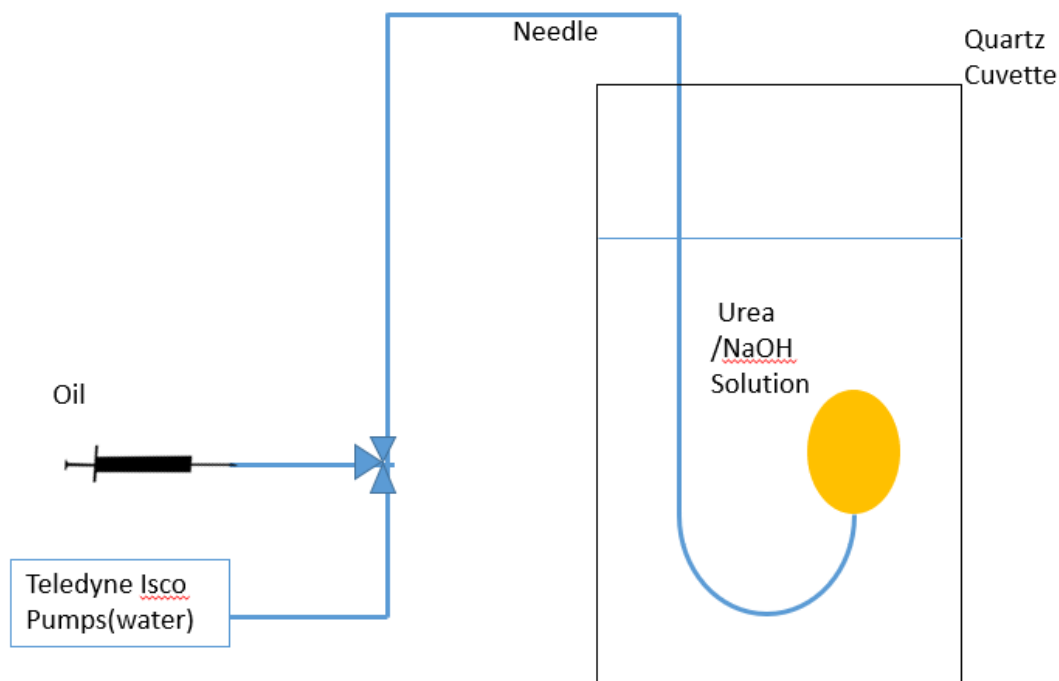 Needle
Quartz
Cuvette
Urea
/NaOH
Solution
Oil
Teledyne Isco
Pumps(water)